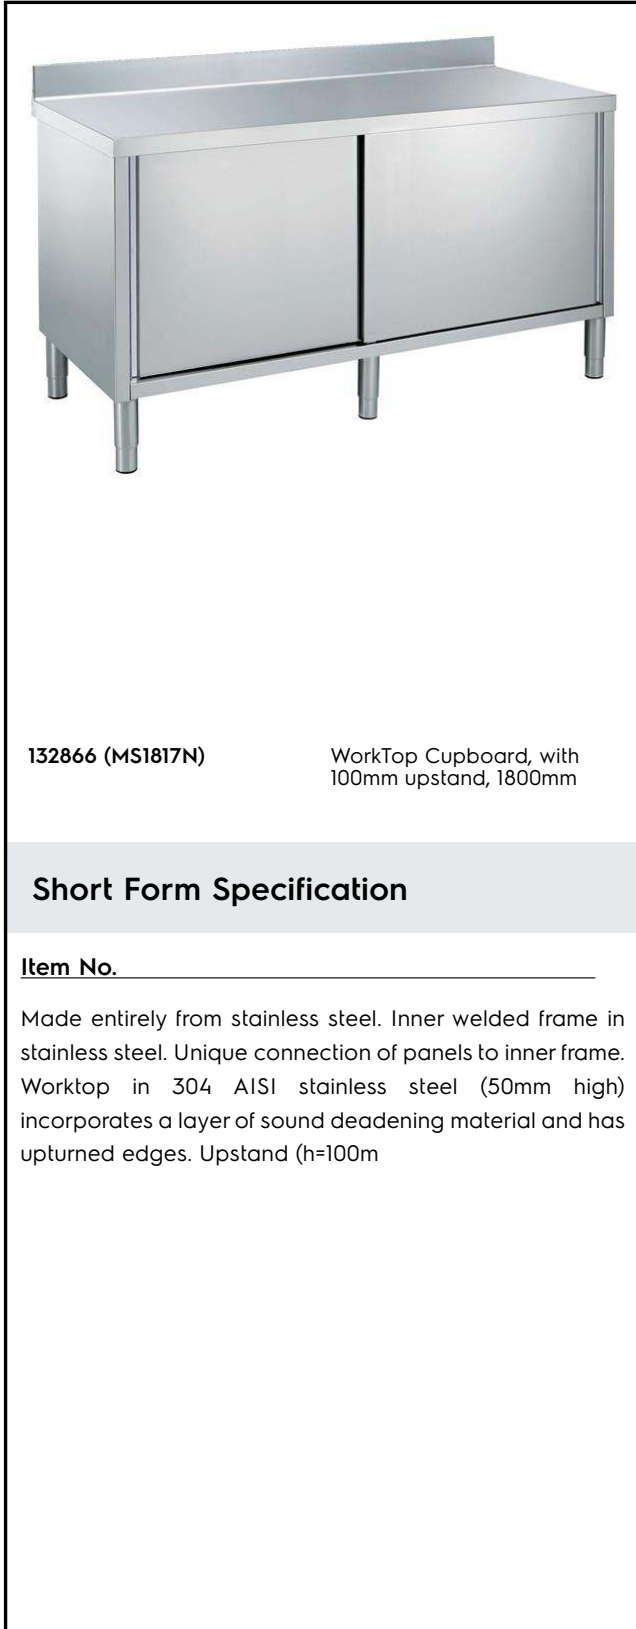 132866 (MS1817N)
WorkTop Cupboard, with
100mm upstand, 1800mm
Short Form Specification
Item No.
Made entirely from stainless steel. Inner welded frame in
stainless steel. Unique connection of panels to inner frame.
Worktop in 304 AISI stainless steel (50mm high)
incorporates a layer of sound deadening material and has
upturned edges. Upstand (h=100m